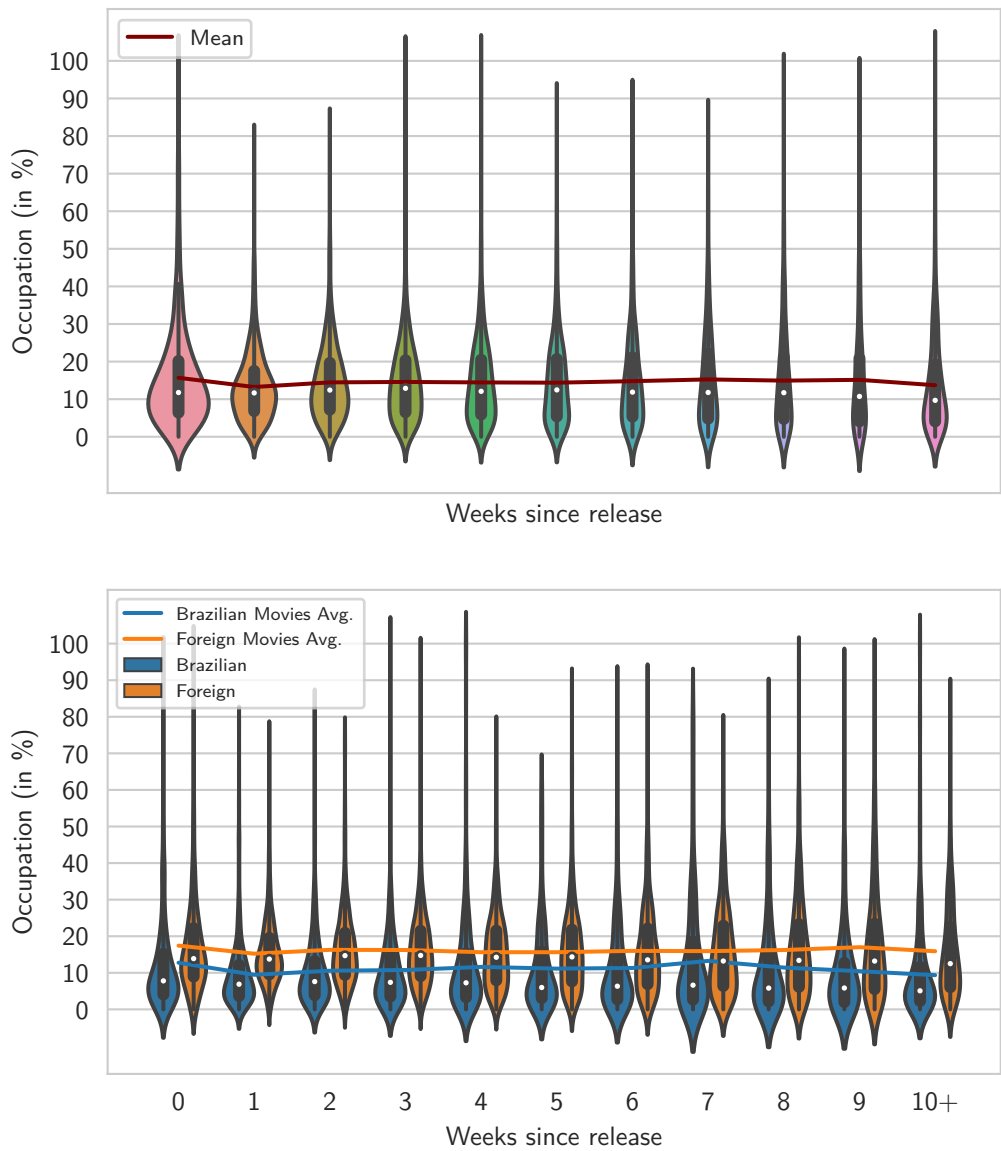 Mean
100
90
80
70
60
50
40
30
20
10
0
Occupation (in %)
Weeks since release
Brazilian Movies Avg.
Foreign Movies Avg.
Brazilian
Foreign
100
90
80
70
60
50
40
30
20
10
0
Occupation (in %)
0 1 2 3 4 5 6 7 8 9 10+
Weeks since release